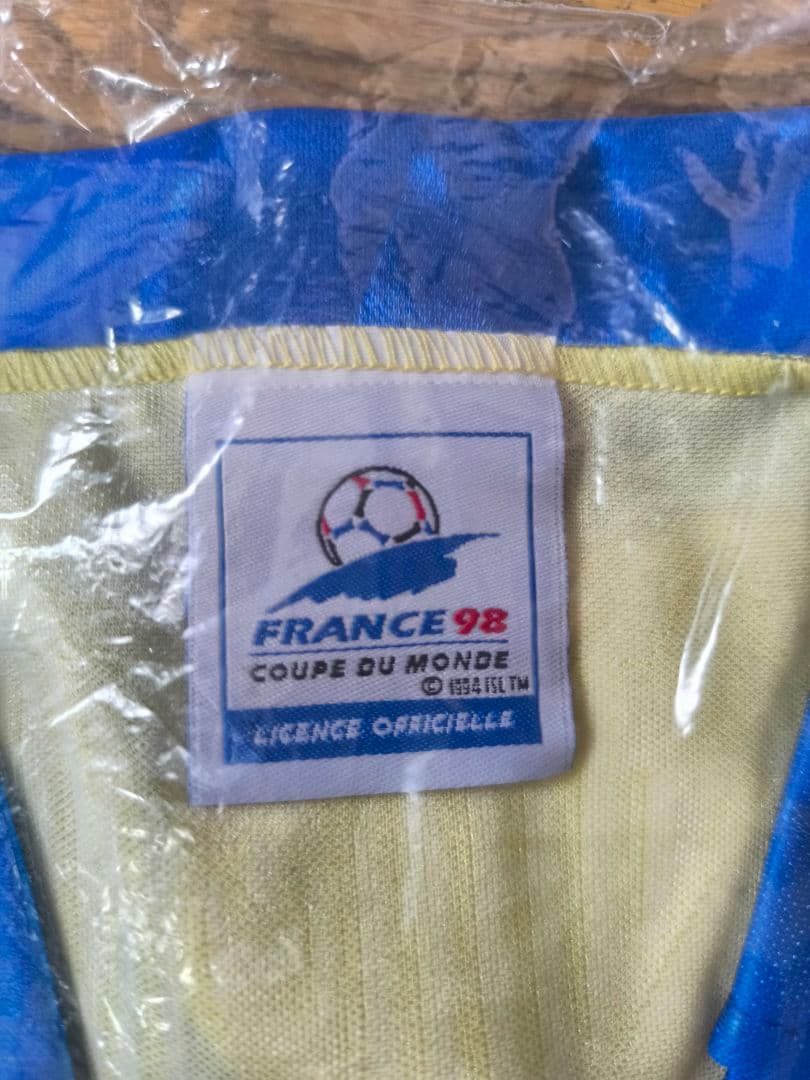 FRANCE 98
COUPE DU MONDE
© 1994 ISL TM
LICENCE OFFICIELLE